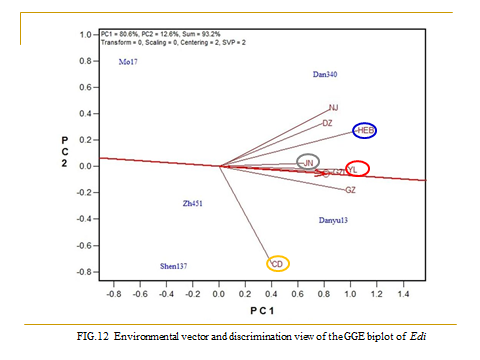 PC1 = 80.6%, PC2 = 12.6%, Sum = 93.2%
Transform = 0, Scaling = 0, Centering = 2, SVP = 2
Mo17
Dan340
NJ
DZ
HEB
JN
YL
GZ
Zh451
Danyu13
Shen137
CD
PC2
1.0
0.8
0.6
0.4
0.2
0.0
-0.2
-0.4
-0.6
-0.8
-0.8 -0.6 -0.4 -0.2 0.0 0.2 0.4 0.6 0.8 1.0 1.2 1.4
PC1
FIG.12 Environmental vector and discrimination view of the GGE biplot of Edi